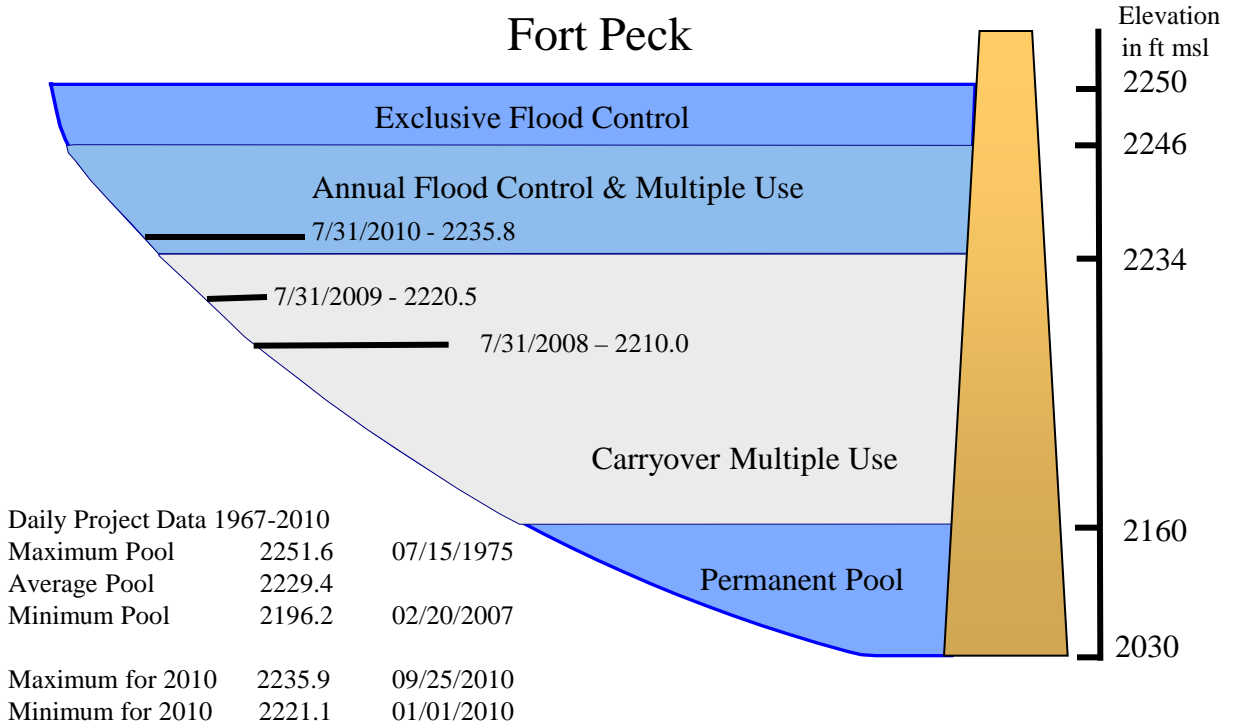 Fort Peck
Elevation
in ft msl
2250
Exclusive Flood Control
2246
Annual Flood Control & Multiple Use
7/31/2010 - 2235.8
2234
7/31/2009 - 2220.5
7/31/2008 – 2210.0
Carryover Multiple Use
2160
Permanent Pool
2030
Daily Project Data 1967-2010
Maximum Pool 2251.6 07/15/1975
Average Pool 2229.4
Minimum Pool 2196.2 02/20/2007
Maximum for 2010 2235.9 09/25/2010
Minimum for 2010 2221.1 01/01/2010